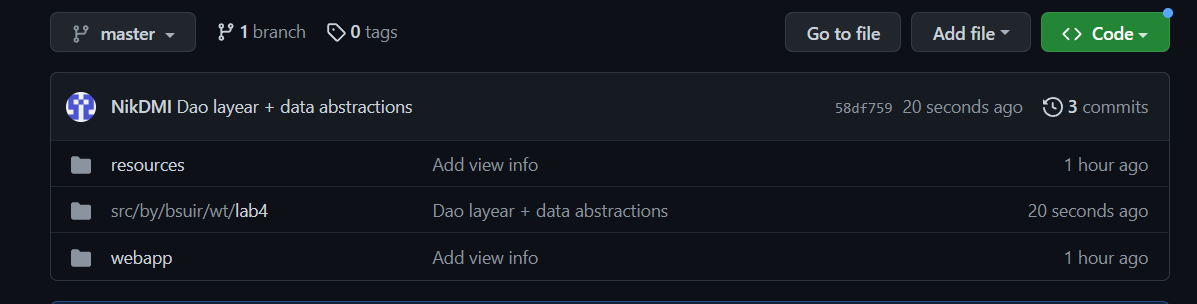 master 1 branch 0 tags Go to file Add file Code
NikDMI Dao layear + data abstractions 58df759 20 seconds ago 3 commits
resources Add view info 1 hour ago
src/by/bsuir/wt/lab4 Dao layear + data abstractions 20 seconds ago
webapp Add view info 1 hour ago